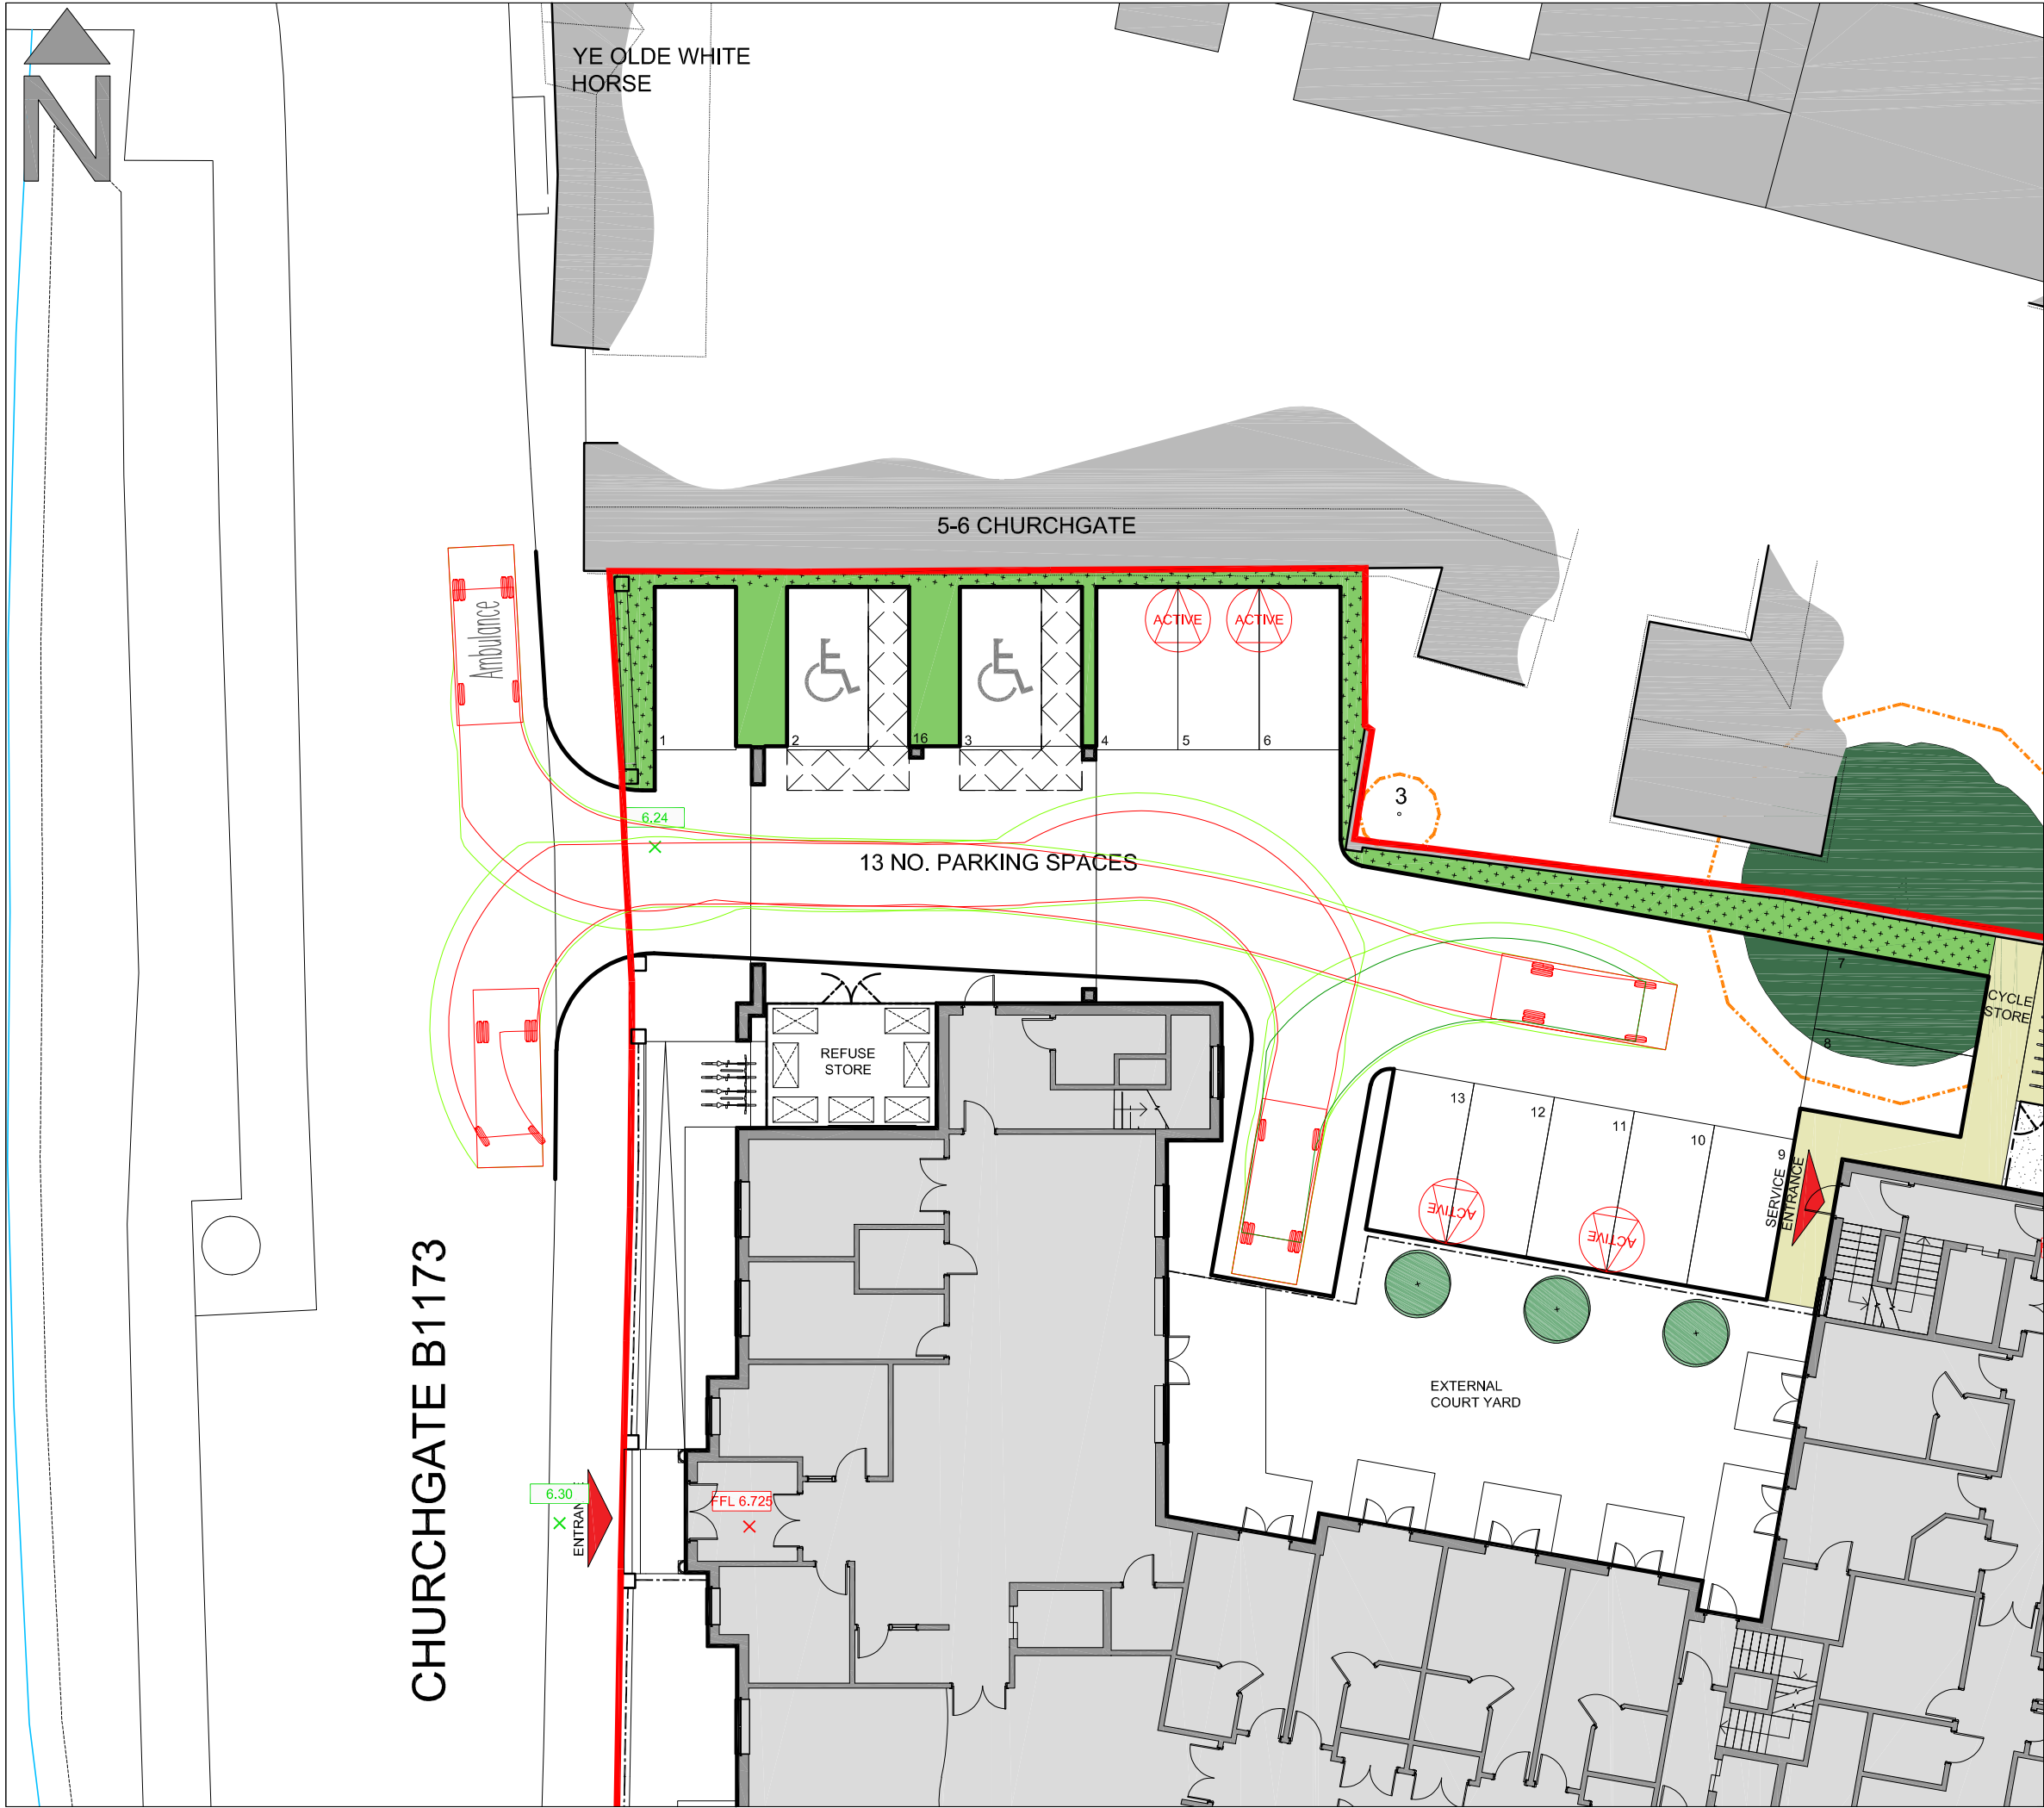 N
YE OLDE WHITE
HORSE
5-6 CHURCHGATE
Ambulance
ACTIVE
ACTIVE
1
2
16
3
4
5
6
3
6.24
13 NO. PARKING SPACES
7
8
CYCLE
STORE
REFUSE
STORE
13
12
11
10
9
ACTIVE
ACTIVE
SERVICE
ENTRANCE
CHURCHGATE B1173
EXTERNAL
COURT YARD
6.30
FFL 6.725